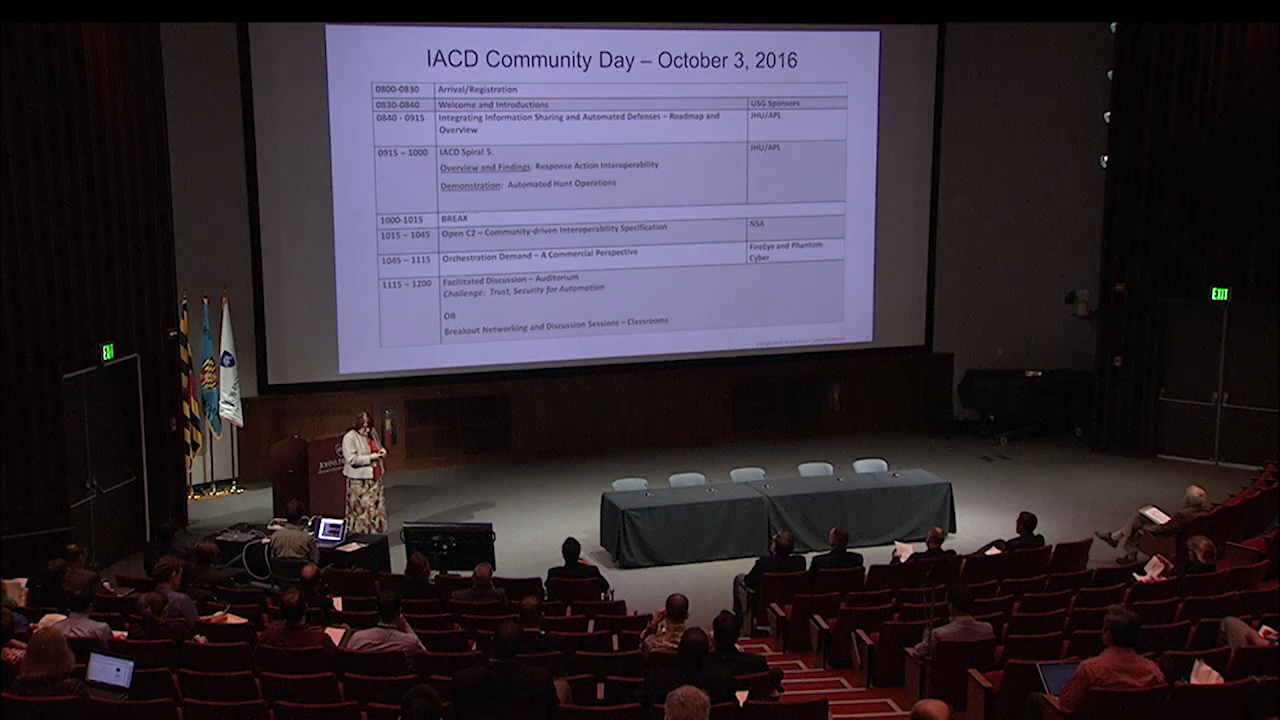 IACD Community Day – October 3, 2016
0800-0830 Arrival/Registration
0830-0840 Welcome and Introductions USG Sponsors
0840 - 0915 Integrating Information Sharing and Automated Defenses – Roadmap and JHU/APL
Overview
0915 – 1000 IACD Spiral 5: JHU/APL
Overview and Findings: Response Action Interoperability
Demonstration: Automated Hunt Operations
1000-1015 BREAK
1015 – 1045 Open C2 – Community-driven Interoperability Specification NSA
1045 – 1115 Orchestration Demand – A Commercial Perspective FireEye and Phantom
Cyber
1115 – 1200 Facilitated Discussion – Auditorium
Challenge: Trust, Security for Automation
OR
Breakout Networking and Discussion Sessions – Classrooms
EXIT
EXIT